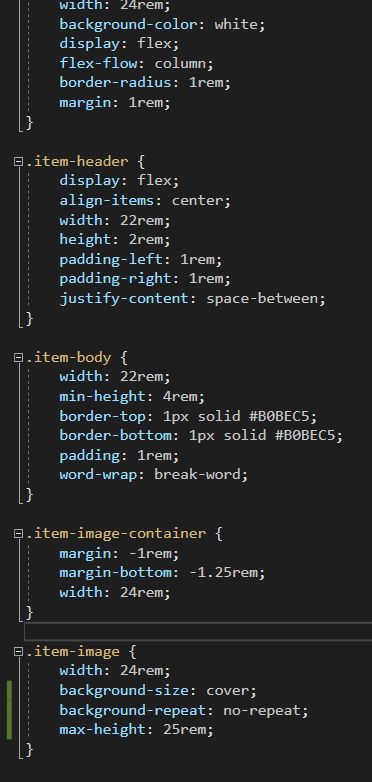 width: 24rem;
background-color: white;
display: flex;
flex-flow: column;
border-radius: 1rem;
margin: 1rem;
}
.item-header {
display: flex;
align-items: center;
width: 22rem;
height: 2rem;
padding-left: 1rem;
padding-right: 1rem;
justify-content: space-between;
}
.item-body {
width: 22rem;
min-height: 4rem;
border-top: 1px solid #B0BEC5;
border-bottom: 1px solid #B0BEC5;
padding: 1rem;
word-wrap: break-word;
}
.item-image-container {
margin: -1rem;
margin-bottom: -1.25rem;
width: 24rem;
}
.item-image {
width: 24rem;
background-size: cover;
background-repeat: no-repeat;
max-height: 25rem;
}